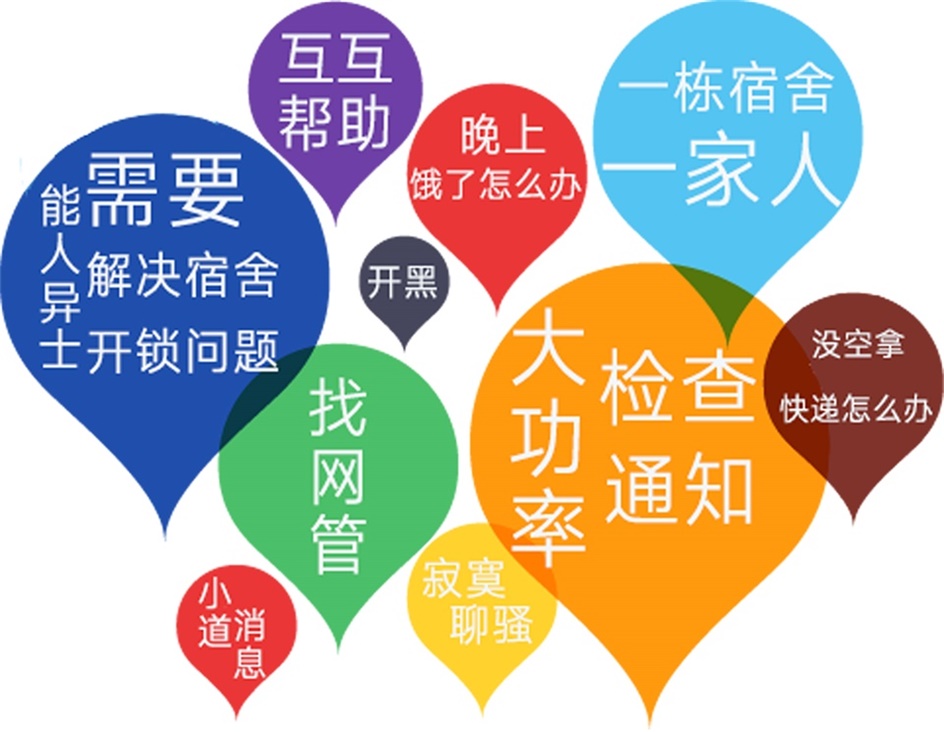 互互
帮助
一栋宿舍
一家人
晚上
饿了怎么办
能人异士
需要
解决宿舍
开锁问题
开黑
没空拿
快递怎么办
大功率
检查
通知
找网管
寂寞
聊骚
小道
消息